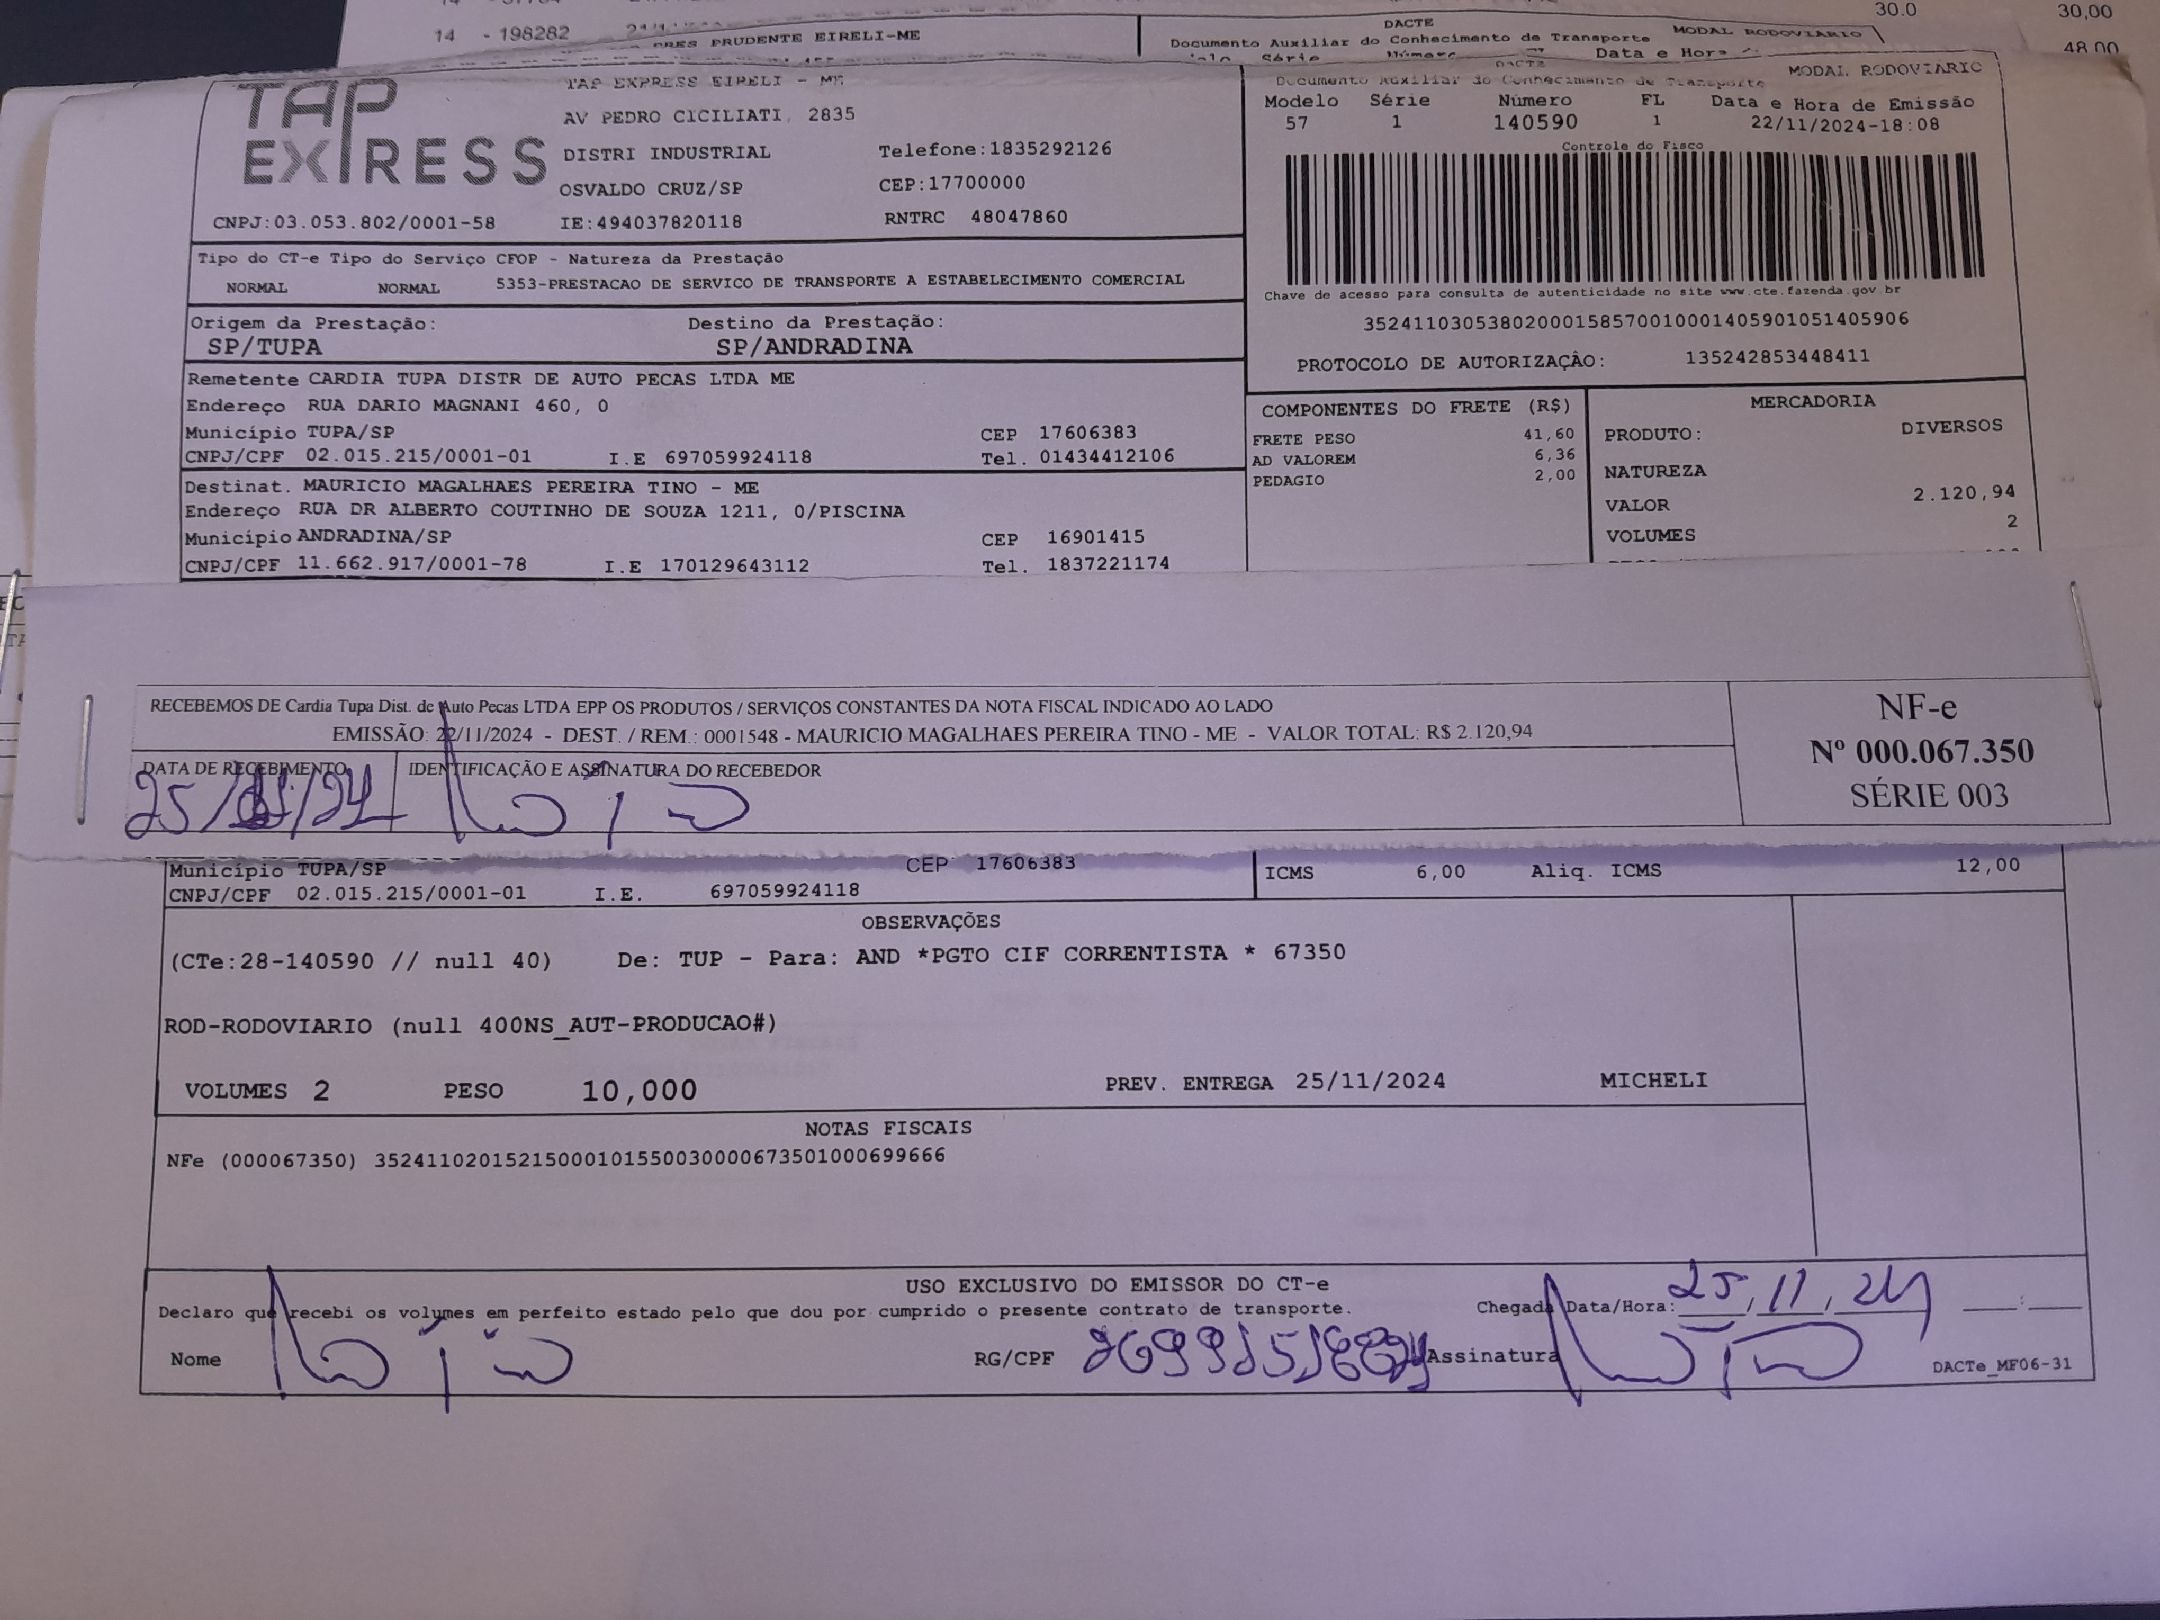 14 - 198282
30.0 30,00
48,00
PRES PRUDENTE EIRELI-ME
DACTE
Documento Auxiliar do Conhecimento de Transporte MODAL RODOVIARIO
Série Número Data e Hora
TAP EXPRESS
TAP EXPRESS EIRELI - ME
AV PEDRO CICILIATI, 2835
DISTRI INDUSTRIAL Telefone:1835292126
OSVALDO CRUZ/SP CEP:17700000
CNPJ:03.053.802/0001-58 IE:494037820118 RNTRC 48047860
DACTE
Documento Auxiliar do Conhecimento de Transporte MODAL RODOVIARIO
Modelo Série Número FL Data e Hora de Emissão
57 1 140590 1 22/11/2024-18:08
Controle do Fisco
Chave de acesso para consulta de autenticidade no site www.cte.fazenda.gov.br
35241103053802000158570010001405901051405906
PROTOCOLO DE AUTORIZAÇÂO: 135242853448411
Tipo do CT-e Tipo do Serviço CFOP - Natureza da Prestação
NORMAL NORMAL 5353-PRESTACAO DE SERVICO DE TRANSPORTE A ESTABELECIMENTO COMERCIAL
Origem da Prestação: Destino da Prestação:
SP/TUPA SP/ANDRADINA
Remetente CARDIA TUPA DISTR DE AUTO PECAS LTDA ME
Endereço RUA DARIO MAGNANI 460, 0
Município TUPA/SP CEP 17606383
CNPJ/CPF 02.015.215/0001-01 I.E 697059924118 Tel. 01434412106
Destinat. MAURICIO MAGALHAES PEREIRA TINO - ME
Endereço RUA DR ALBERTO COUTINHO DE SOUZA 1211, 0/PISCINA
Município ANDRADINA/SP CEP 16901415
CNPJ/CPF 11.662.917/0001-78 I.E 170129643112 Tel. 1837221174
COMPONENTES DO FRETE (R$)
FRETE PESO 41,60
AD VALOREM 6,36
PEDAGIO 2,00
MERCADORIA
PRODUTO: DIVERSOS
NATUREZA
VALOR 2.120,94
VOLUMES 2
RECEBEMOS DE Cardia Tupa Dist. de Auto Pecas LTDA EPP OS PRODUTOS / SERVIÇOS CONSTANTES DA NOTA FISCAL INDICADO AO LADO
EMISSÃO: 22/11/2024 - DEST. / REM.: 0001548 - MAURICIO MAGALHAES PEREIRA TINO - ME - VALOR TOTAL: R$ 2.120,94
DATA DE RECEBIMENTO IDENTIFICAÇÃO E ASSINATURA DO RECEBEDOR
25/11/24
NF-e
Nº 000.067.350
SÉRIE 003
Município TUPA/SP CEP 17606383
CNPJ/CPF 02.015.215/0001-01 I.E. 697059924118
ICMS 6,00 Aliq. ICMS 12,00
OBSERVAÇÕES
(CTe:28-140590 // null 40) De: TUP - Para: AND *PGTO CIF CORRENTISTA * 67350
ROD-RODOVIARIO (null 400NS_AUT-PRODUCAO#)
VOLUMES 2 PESO 10,000 PREV. ENTREGA 25/11/2024 MICHELI
NOTAS FISCAIS
NFe (000067350) 35241102015215000101550030000673501000699666
USO EXCLUSIVO DO EMISSOR DO CT-e
Declaro que recebi os volumes em perfeito estado pelo que dou por cumprido o presente contrato de transporte. Chegada Data/Hora: 25/11/24 :
Nome RG/CPF Assinatura
DACTe_MF06-31